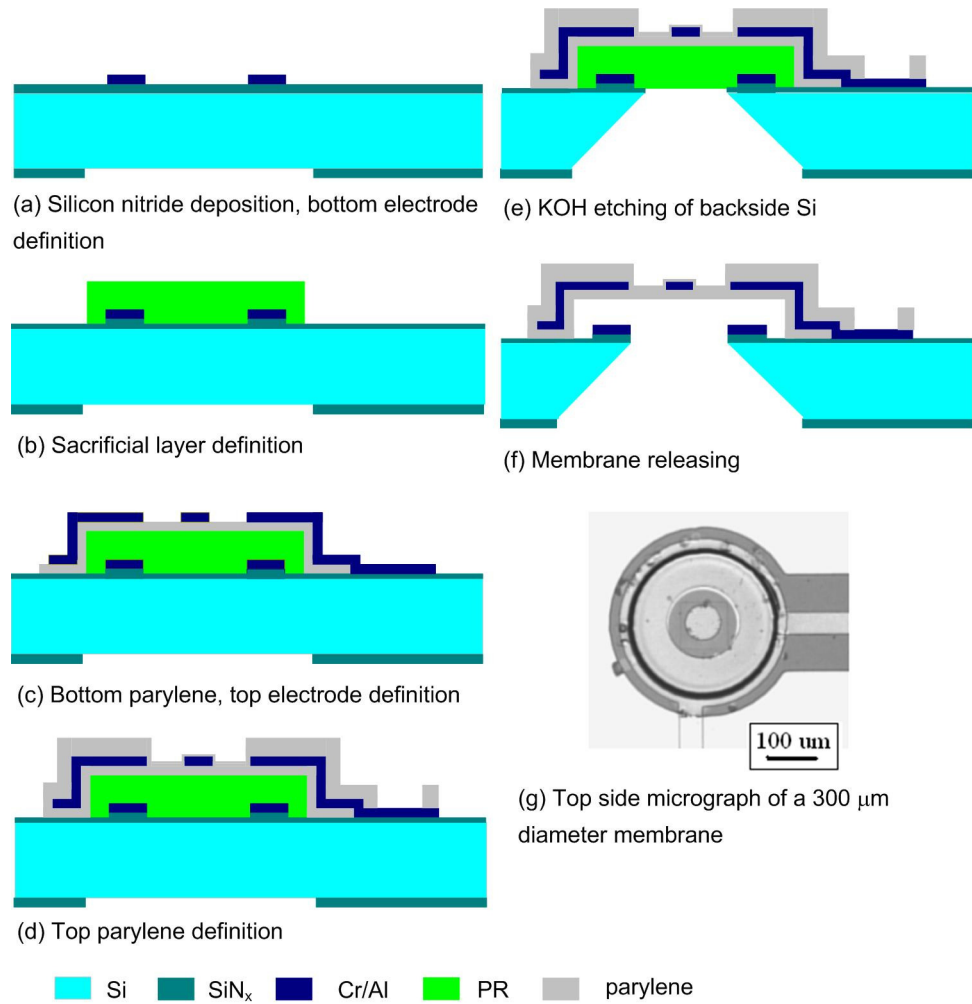 (a) Silicon nitride deposition, bottom electrode
definition
(b) Sacrificial layer definition
(c) Bottom parylene, top electrode definition
(d) Top parylene definition
(e) KOH etching of backside Si
(f) Membrane releasing
100 um
(g) Top side micrograph of a 300 μm
diameter membrane
Si
SiNx
Cr/Al
PR
parylene